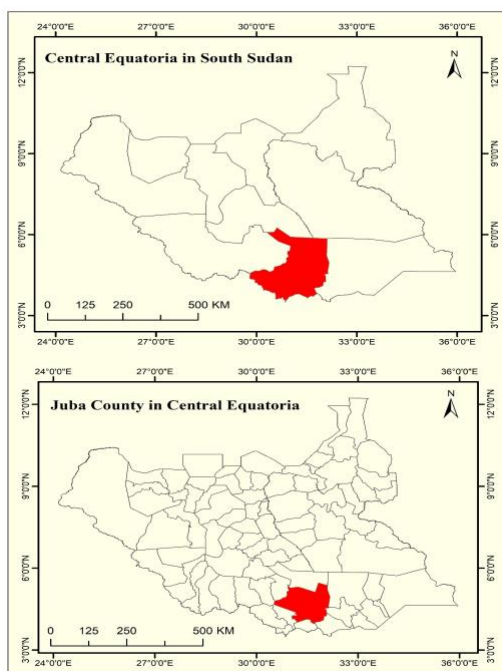 24°0'0"E 27°0'0"E 30°0'0"E 33°0'0"E 36°0'0"E
Central Equatoria in South Sudan
N
12°0'0"N 12°0'0"N
9°0'0"N 9°0'0"N
6°0'0"N 6°0'0"N
0 125 250 500 KM
3°0'0"N 3°0'0"N
24°0'0"E 27°0'0"E 30°0'0"E 33°0'0"E 36°0'0"E
24°0'0"E 27°0'0"E 30°0'0"E 33°0'0"E 36°0'0"E
Juba County in Central Equatoria
N
12°0'0"N 12°0'0"N
9°0'0"N 9°0'0"N
6°0'0"N 6°0'0"N
0 125 250 500 KM
3°0'0"N 3°0'0"N
24°0'0"E 27°0'0"E 30°0'0"E 33°0'0"E 36°0'0"E